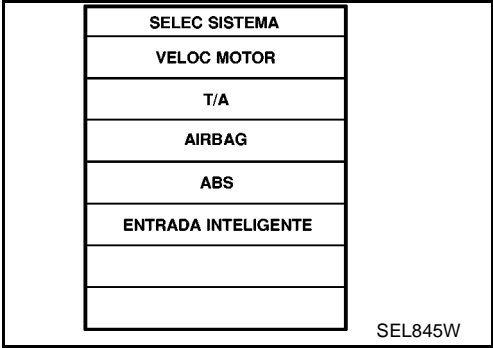 SELEC SISTEMA
VELOC MOTOR
T/A
AIRBAG
ABS
ENTRADA INTELIGENTE
SEL845W